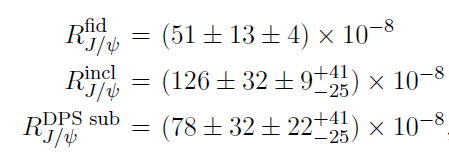 R^{fid}_{J/ψ} = (51 ± 13 ± 4) × 10^{−8}
R^{incl}_{J/ψ} = (126 ± 32 ± 9^{+41}_{−25}) × 10^{−8}
R^{DPS sub}_{J/ψ} = (78 ± 32 ± 22^{+41}_{−25}) × 10^{−8},